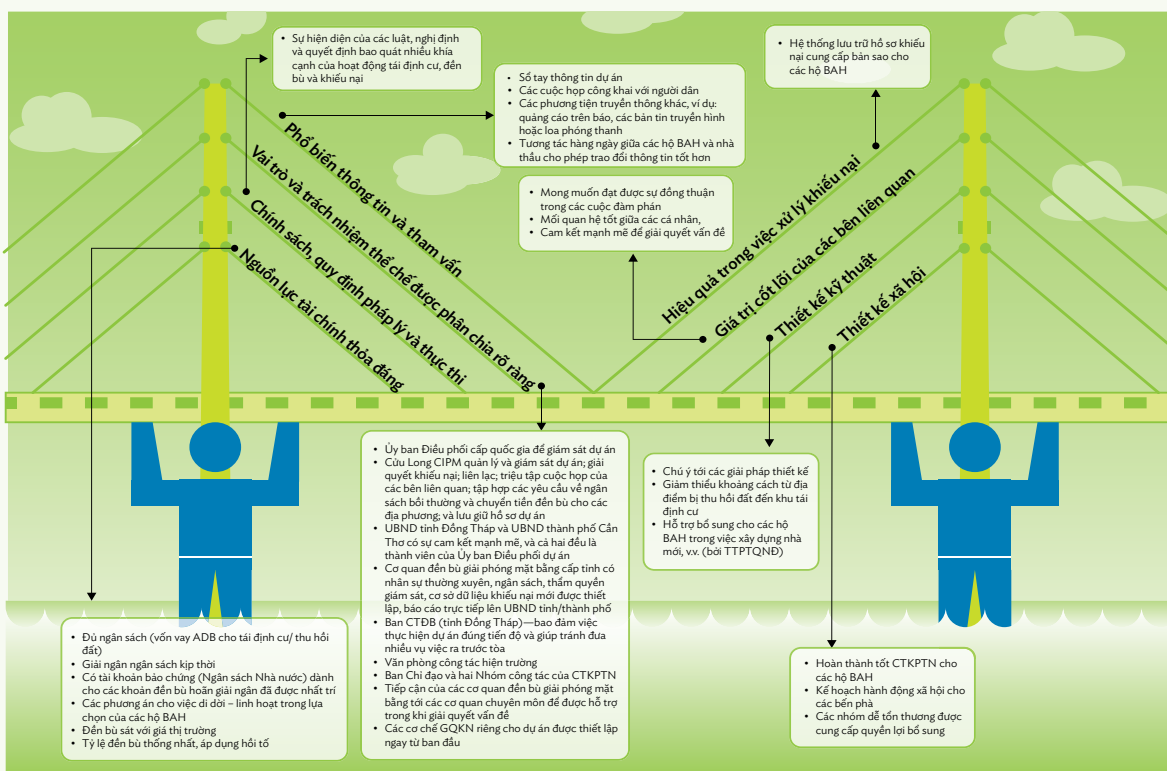 • Sự hiện diện của các luật, nghị định
và quyết định bao quát nhiều khía
cạnh của hoạt động tái định cư, đền
bù và khiếu nại
• Sổ tay thông tin dự án
• Các cuộc họp công khai với người dân
• Các phương tiện truyền thông khác, ví dụ:
quảng cáo trên báo, các bản tin truyền hình
hoặc loa phóng thanh
• Tương tác hàng ngày giữa các hộ BAH và nhà
thầu cho phép trao đổi thông tin tốt hơn
• Hệ thống lưu trữ hồ sơ khiếu
nại cung cấp bản sao cho
các hộ BAH
• Mong muốn đạt được sự đồng thuận
trong các cuộc đàm phán
• Mối quan hệ tốt giữa các cá nhân,
• Cam kết mạnh mẽ để giải quyết vấn đề
Phổ biến thông tin và tham vấn
Vai trò và trách nhiệm thể chế được phân chia rõ ràng
Chính sách, quy định pháp lý và thực thi
Nguồn lực tài chính thỏa đáng
Hiệu quả trong việc xử lý khiếu nại
Giá trị cốt lõi của các bên liên quan
Thiết kế kỹ thuật
Thiết kế xã hội
• Đủ ngân sách (vốn vay ADB cho tái định cư/ thu hồi
đất)
• Giải ngân ngân sách kịp thời
• Có tài khoản bảo chứng (Ngân sách Nhà nước) dành
cho các khoản đền bù hoãn giải ngân đã được nhất trí
• Các phương án cho việc di dời – linh hoạt trong lựa
chọn của các hộ BAH
• Đền bù sát với giá thị trường
• Tỷ lệ đền bù thống nhất, áp dụng hồi tố
• Ủy ban Điều phối cấp quốc gia để giám sát dự án
• Cửu Long CIPM quản lý và giám sát dự án; giải
quyết khiếu nại; liên lạc; triệu tập cuộc họp của
các bên liên quan; tập hợp các yêu cầu về ngân
sách bồi thường và chuyển tiền đền bù cho các
địa phương; và lưu giữ hồ sơ dự án
• UBND tỉnh Đồng Tháp và UBND thành phố Cần
Thơ có sự cam kết mạnh mẽ, và cả hai đều là
thành viên của Ủy ban Điều phối dự án
• Cơ quan đền bù giải phóng mặt bằng cấp tỉnh có
nhân sự thường xuyên, ngân sách, thẩm quyền
giám sát, cơ sở dữ liệu khiếu nại mới được thiết
lập, báo cáo trực tiếp lên UBND tỉnh/thành phố
• Ban CTĐB (tỉnh Đồng Tháp)—bao đảm việc
thực hiện dự án đúng tiến độ và giúp tránh đưa
nhiều vụ việc ra trước tòa
• Văn phòng công tác hiện trường
• Ban Chỉ đạo và hai Nhóm công tác của CTKPTN
• Tiếp cận của các cơ quan đền bù giải phóng mặt
bằng tới các cơ quan chuyên môn để được hỗ trợ
trong khi giải quyết vấn đề
• Các cơ chế GQKN riêng cho dự án được thiết lập
ngay từ ban đầu
• Chú ý tới các giải pháp thiết kế
• Giảm thiểu khoảng cách từ địa
điểm bị thu hồi đất đến khu tái
định cư
• Hỗ trợ bổ sung cho các hộ
BAH trong việc xây dựng nhà
mới, v.v. (bởi TTPTQNĐ)
• Hoàn thành tốt CTKPTN cho
các hộ BAH
• Kế hoạch hành động xã hội cho
các bến phà
• Các nhóm dễ tổn thương được
cung cấp quyền lợi bổ sung